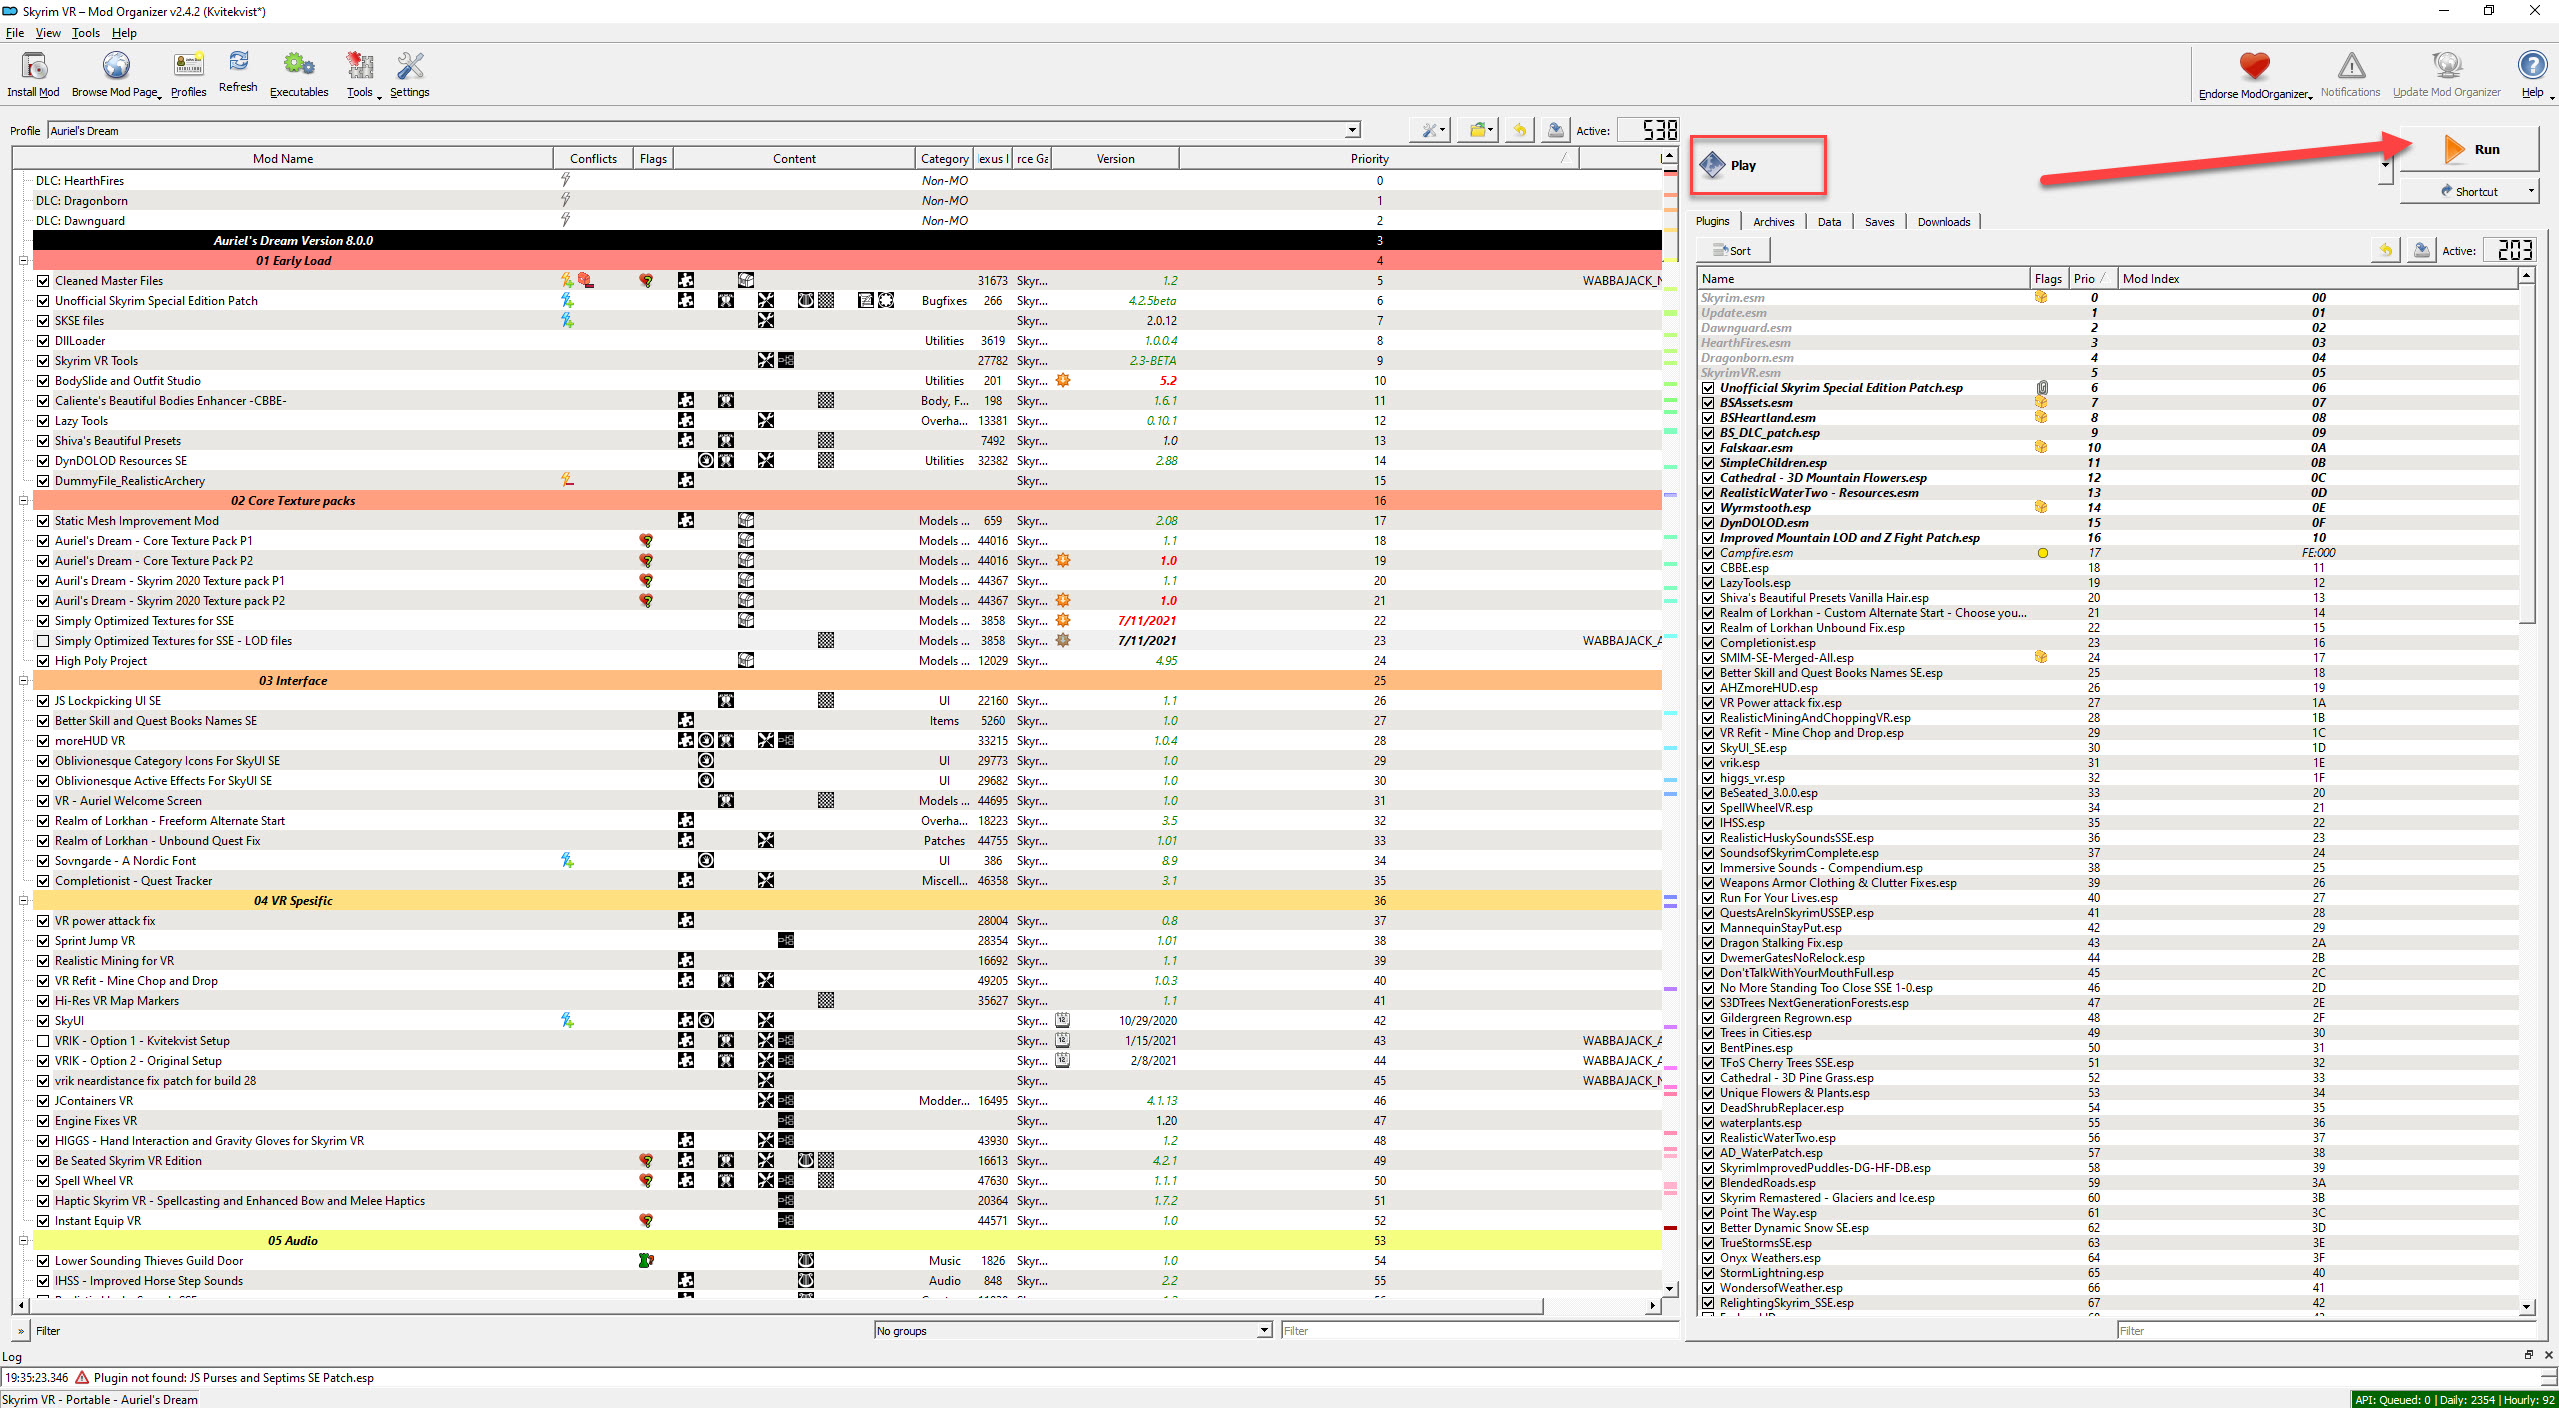 Skyrim VR – Mod Organizer v2.4.2 (Kvitekvist*)
File View Tools Help
Install Mod Browse Mod Page Profiles Refresh Executables Tools Settings Endorse ModOrganizer Notifications Update Mod Organizer Help
Profile Auriel's Dream Active: 538
Mod Name Conflicts Flags Content Category exus I rce Ga Version Priority
DLC: HearthFires Non-MO 0
DLC: Dragonborn Non-MO 1
DLC: Dawnguard Non-MO 2
Auriel's Dream Version 8.0.0 3
01 Early Load 4
Cleaned Master Files 31673 Skyr... 1.2 5 WABBAJACK_N
Unofficial Skyrim Special Edition Patch Bugfixes 266 Skyr... 4.2.5beta 6
SKSE files Skyr... 2.0.12 7
DllLoader Utilities 3619 Skyr... 1.0.0.4 8
Skyrim VR Tools 27782 Skyr... 2.3-BETA 9
BodySlide and Outfit Studio Utilities 201 Skyr... 5.2 10
Caliente's Beautiful Bodies Enhancer -CBBE- Body, F... 198 Skyr... 1.6.1 11
Lazy Tools Overha... 13381 Skyr... 0.10.1 12
Shiva's Beautiful Presets 7492 Skyr... 1.0 13
DynDOLOD Resources SE Utilities 32382 Skyr... 2.88 14
DummyFile_RealisticArchery 15
02 Core Texture packs 16
Static Mesh Improvement Mod Models ... 659 Skyr... 2.08 17
Auriel's Dream - Core Texture Pack P1 Models ... 44016 Skyr... 1.1 18
Auriel's Dream - Core Texture Pack P2 Models ... 44016 Skyr... 1.0 19
Auril's Dream - Skyrim 2020 Texture pack P1 Models ... 44367 Skyr... 1.1 20
Auril's Dream - Skyrim 2020 Texture pack P2 Models ... 44367 Skyr... 1.0 21
Simply Optimized Textures for SSE Models ... 3858 Skyr... 7/11/2021 22
Simply Optimized Textures for SSE - LOD files Models ... 3858 Skyr... 7/11/2021 23 WABBAJACK_A
High Poly Project Models ... 12029 Skyr... 4.95 24
03 Interface 25
JS Lockpicking UI SE UI 22160 Skyr... 1.1 26
Better Skill and Quest Books Names SE Items 5260 Skyr... 1.0 27
moreHUD VR 33215 Skyr... 1.0.4 28
Oblivionesque Category Icons For SkyUI SE UI 29773 Skyr... 1.0 29
Oblivionesque Active Effects For SkyUI SE UI 29682 Skyr... 1.0 30
VR - Auriel Welcome Screen Models ... 44695 Skyr... 1.0 31
Realm of Lorkhan - Freeform Alternate Start Overha... 18223 Skyr... 3.5 32
Realm of Lorkhan - Unbound Quest Fix Patches 44755 Skyr... 1.01 33
Sovngarde - A Nordic Font UI 386 Skyr... 8.9 34
Completionist - Quest Tracker Miscell... 46358 Skyr... 3.1 35
04 VR Spesific 36
VR power attack fix 28004 Skyr... 0.8 37
Sprint Jump VR 28354 Skyr... 1.01 38
Realistic Mining for VR 16692 Skyr... 1.1 39
VR Refit - Mine Chop and Drop 49205 Skyr... 1.0.3 40
Hi-Res VR Map Markers 35627 Skyr... 1.1 41
SkyUI Skyr... 10/29/2020 42
VRIK - Option 1 - Kvitekvist Setup Skyr... 1/15/2021 43 WABBAJACK_A
VRIK - Option 2 - Original Setup Skyr... 2/8/2021 44 WABBAJACK_A
vrik neardistance fix patch for build 28 Skyr... 45 WABBAJACK_N
JContainers VR Modder... 16495 Skyr... 4.1.13 46
Engine Fixes VR Skyr... 1.20 47
HIGGS - Hand Interaction and Gravity Gloves for Skyrim VR 43930 Skyr... 1.2 48
Be Seated Skyrim VR Edition 16613 Skyr... 4.2.1 49
Spell Wheel VR 47630 Skyr... 1.1.1 50
Haptic Skyrim VR - Spellcasting and Enhanced Bow and Melee Haptics 20364 Skyr... 1.7.2 51
Instant Equip VR 44571 Skyr... 1.0 52
05 Audio 53
Lower Sounding Thieves Guild Door Music 1826 Skyr... 1.0 54
IHSS - Improved Horse Step Sounds Audio 848 Skyr... 2.2 55
Filter No groups Filter
Play Run
Shortcut
Plugins Archives Data Saves Downloads
Sort Active: 203
Name Flags Prio Mod Index
Skyrim.esm 0 00
Update.esm 1 01
Dawnguard.esm 2 02
HearthFires.esm 3 03
Dragonborn.esm 4 04
SkyrimVR.esm 5 05
Unofficial Skyrim Special Edition Patch.esp 6 06
BSAssets.esm 7 07
BSHeartland.esm 8 08
BS_DLC_patch.esp 9 09
Falskaar.esm 10 0A
SimpleChildren.esp 11 0B
Cathedral - 3D Mountain Flowers.esp 12 0C
RealisticWaterTwo - Resources.esm 13 0D
Wyrmstooth.esp 14 0E
DynDOLOD.esm 15 0F
Improved Mountain LOD and Z Fight Patch.esp 16 10
Campfire.esm 17 FE:000
CBBE.esp 18 11
LazyTools.esp 19 12
Shiva's Beautiful Presets Vanilla Hair.esp 20 13
Realm of Lorkhan - Custom Alternate Start - Choose you... 21 14
Realm of Lorkhan Unbound Fix.esp 22 15
Completionist.esp 23 16
SMIM-SE-Merged-All.esp 24 17
Better Skill and Quest Books Names SE.esp 25 18
AHZmoreHUD.esp 26 19
VR Power attack fix.esp 27 1A
RealisticMiningAndChoppingVR.esp 28 1B
VR Refit - Mine Chop and Drop.esp 29 1C
SkyUI_SE.esp 30 1D
vrik.esp 31 1E
higgs_vr.esp 32 1F
BeSeated_3.0.0.esp 33 20
SpellWheelVR.esp 34 21
IHSS.esp 35 22
RealisticHuskySoundsSSE.esp 36 23
SoundsofSkyrimComplete.esp 37 24
Immersive Sounds - Compendium.esp 38 25
Weapons Armor Clothing & Clutter Fixes.esp 39 26
Run For Your Lives.esp 40 27
QuestsAreInSkyrimUSSEP.esp 41 28
MannequinStayPut.esp 42 29
Dragon Stalking Fix.esp 43 2A
DwemerGatesNoRelock.esp 44 2B
Don'tTalkWithYourMouthFull.esp 45 2C
No More Standing Too Close SSE 1-0.esp 46 2D
S3DTrees NextGenerationForests.esp 47 2E
Gildergreen Regrown.esp 48 2F
Trees in Cities.esp 49 30
BentPines.esp 50 31
TFoS Cherry Trees SSE.esp 51 32
Cathedral - 3D Pine Grass.esp 52 33
Unique Flowers & Plants.esp 53 34
DeadShrubReplacer.esp 54 35
waterplants.esp 55 36
RealisticWaterTwo.esp 56 37
AD_WaterPatch.esp 57 38
SkyrimImprovedPuddles-DG-HF-DB.esp 58 39
BlendedRoads.esp 59 3A
Skyrim Remastered - Glaciers and Ice.esp 60 3B
Point The Way.esp 61 3C
Better Dynamic Snow SE.esp 62 3D
TrueStormsSE.esp 63 3E
Onyx Weathers.esp 64 3F
StormLightning.esp 65 40
WondersofWeather.esp 66 41
RelightingSkyrim_SSE.esp 67 42
Filter
Log
19:35:23.346 Plugin not found: JS Purses and Septims SE Patch.esp
Skyrim VR - Portable - Auriel's Dream API: Queued: 0 | Daily: 2354 | Hourly: 92